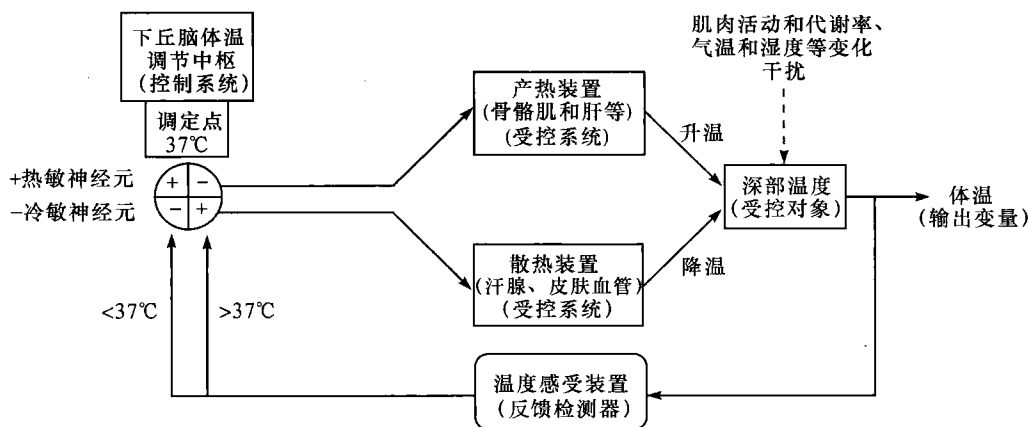 下丘脑体温
调节中枢
(控制系统)
调定点
37℃
+热敏神经元
-冷敏神经元
+ -
- +
<37℃
>37℃
产热装置
(骨骼肌和肝等)
(受控系统)
散热装置
(汗腺、皮肤血管)
(受控系统)
升温
降温
肌肉活动和代谢率、
气温和湿度等变化
干扰
深部温度
(受控对象)
体温
(输出变量)
温度感受装置
(反馈检测器)